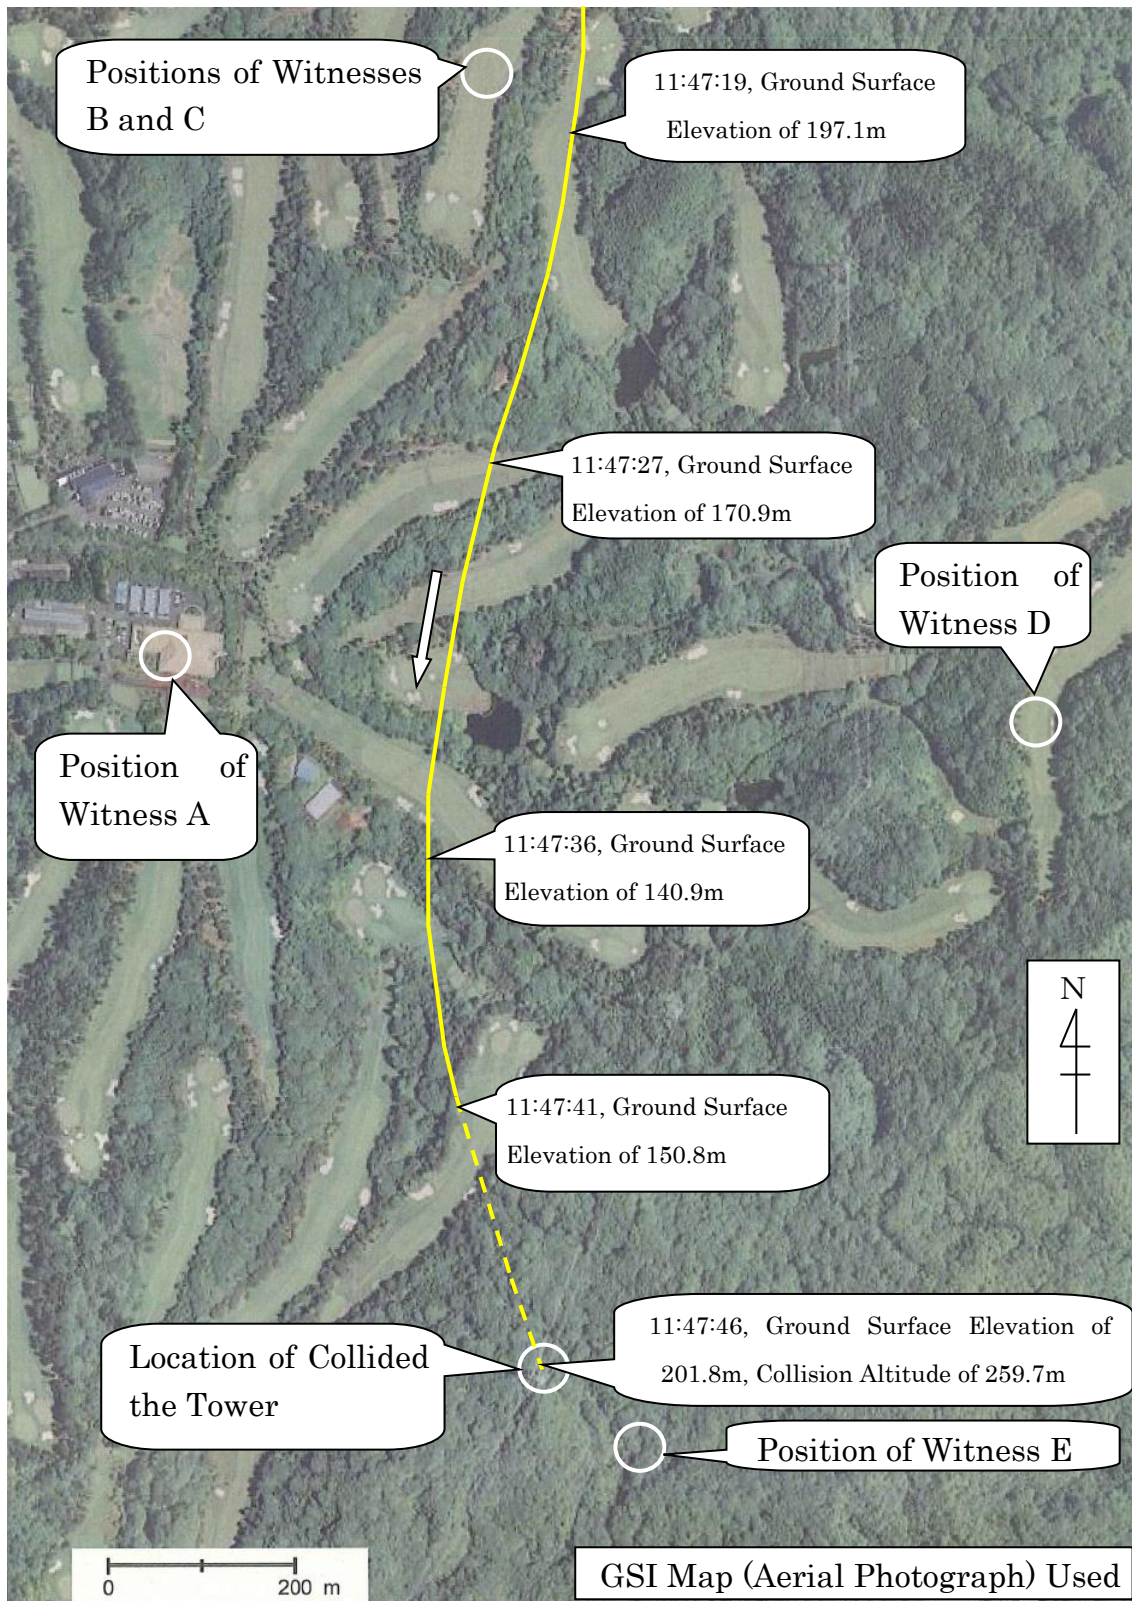 Positions of Witnesses
B and C
11:47:19, Ground Surface
Elevation of 197.1m
11:47:27, Ground Surface
Elevation of 170.9m
Position of
Witness D
Position of
Witness A
11:47:36, Ground Surface
Elevation of 140.9m
N
11:47:41, Ground Surface
Elevation of 150.8m
11:47:46, Ground Surface Elevation of
201.8m, Collision Altitude of 259.7m
Location of Collided
the Tower
Position of Witness E
0 200 m
GSI Map (Aerial Photograph) Used